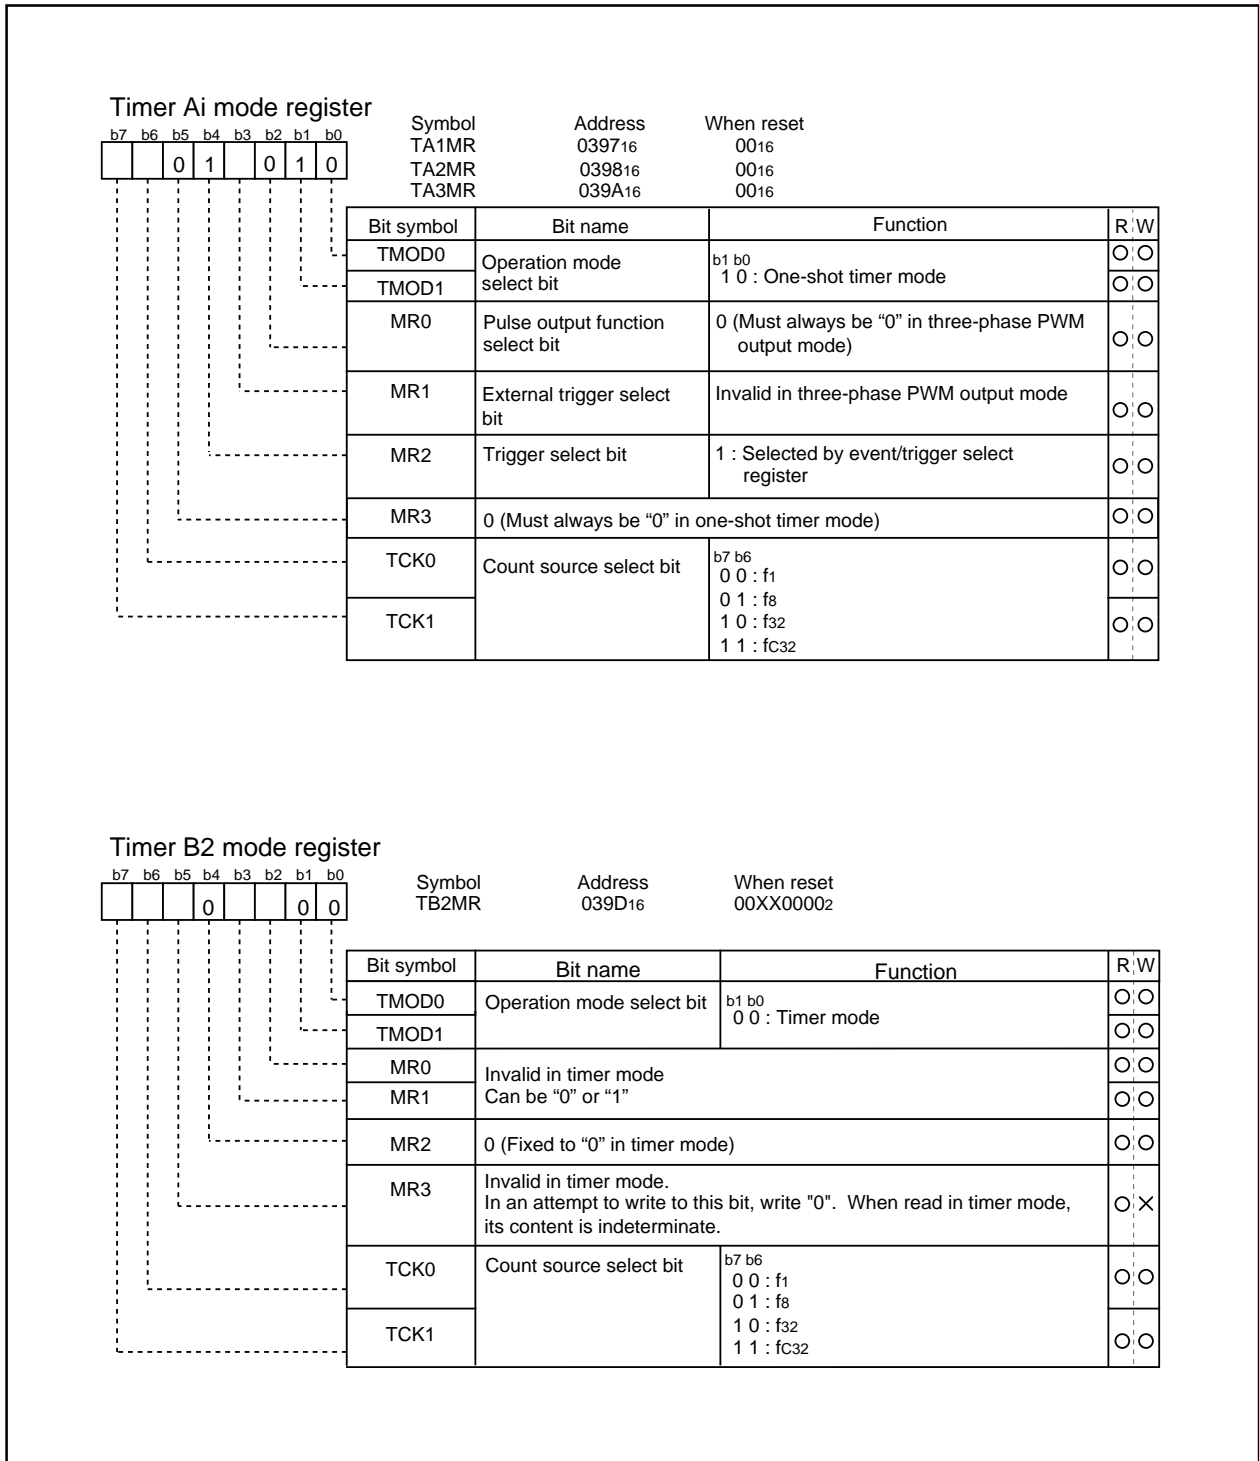 Timer Ai mode register
b7 b6 b5 b4 b3 b2 b1 b0
0 1 0 1 0
Symbol Address When reset
TA1MR 039716 0016
TA2MR 039816 0016
TA3MR 039A16 0016
Bit symbol Bit name Function R W
TMOD0 Operation mode select bit b1 b0
TMOD1 1 0 : One-shot timer mode
MR0 Pulse output function select bit 0 (Must always be “0” in three-phase PWM output mode)
MR1 External trigger select bit Invalid in three-phase PWM output mode
MR2 Trigger select bit 1 : Selected by event/trigger select register
MR3 0 (Must always be “0” in one-shot timer mode)
TCK0 Count source select bit b7 b6
0 0 : f1
0 1 : f8
TCK1 1 0 : f32
1 1 : fC32
Timer B2 mode register
b7 b6 b5 b4 b3 b2 b1 b0
0 0 0
Symbol Address When reset
TB2MR 039D16 00XX00002
Bit symbol Bit name Function R W
TMOD0 Operation mode select bit b1 b0
0 0 : Timer mode
TMOD1
MR0 Invalid in timer mode
MR1 Can be “0” or “1”
MR2 0 (Fixed to “0” in timer mode)
MR3 Invalid in timer mode.
In an attempt to write to this bit, write "0". When read in timer mode,
its content is indeterminate.
TCK0 Count source select bit b7 b6
0 0 : f1
0 1 : f8
TCK1 1 0 : f32
1 1 : fC32